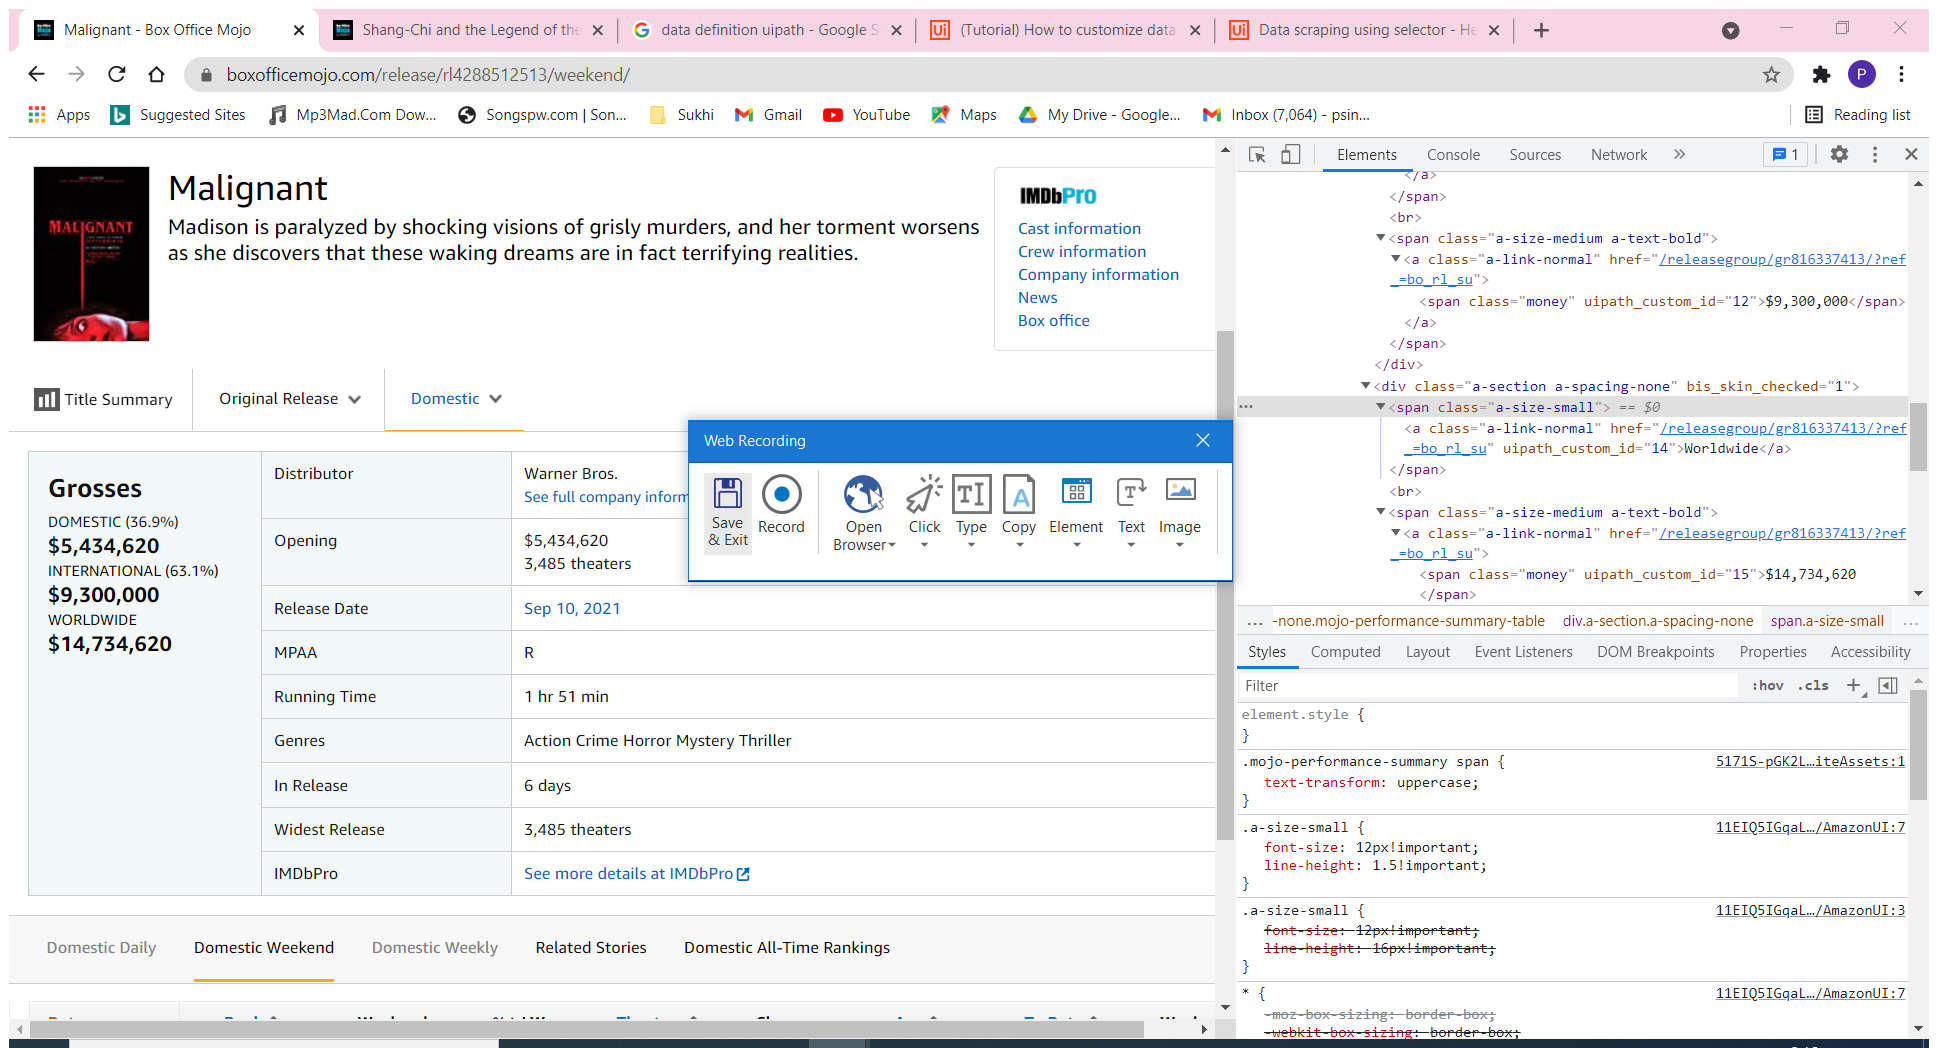 Malignant - Box Office Mojo
Shang-Chi and the Legend of the
data definition uipath - Google S
(Tutorial) How to customize data
Data scraping using selector - He
boxofficemojo.com/release/rl4288512513/weekend/
P
Apps
Suggested Sites
Mp3Mad.Com Dow...
Songspw.com | Son...
Sukhi
Gmail
YouTube
Maps
My Drive - Google...
Inbox (7,064) - psin...
Reading list
MALIGNANT
Malignant
Madison is paralyzed by shocking visions of grisly murders, and her torment worsens
as she discovers that these waking dreams are in fact terrifying realities.
IMDbPro
Cast information
Crew information
Company information
News
Box office
Title Summary
Original Release
Domestic
Grosses
DOMESTIC (36.9%)
$5,434,620
INTERNATIONAL (63.1%)
$9,300,000
WORLDWIDE
$14,734,620
Distributor
Warner Bros.
See full company inform
Opening
$5,434,620
3,485 theaters
Release Date
Sep 10, 2021
MPAA
R
Running Time
1 hr 51 min
Genres
Action Crime Horror Mystery Thriller
In Release
6 days
Widest Release
3,485 theaters
IMDbPro
See more details at IMDbPro
Domestic Daily
Domestic Weekend
Domestic Weekly
Related Stories
Domestic All-Time Rankings
Web Recording
Save
& Exit
Record
Open
Browser
Click
Type
Copy
Element
Text
Image
Elements
Console
Sources
Network
»
1
</a>
</span>
<br>
<span class="a-size-medium a-text-bold">
<a class="a-link-normal" href="/releasegroup/gr816337413/?ref
_=bo_rl_su">
<span class="money" uipath_custom_id="12">$9,300,000</span>
</a>
</span>
</div>
<div class="a-section a-spacing-none" bis_skin_checked="1">
<span class="a-size-small"> == $0
<a class="a-link-normal" href="/releasegroup/gr816337413/?ref
_=bo_rl_su" uipath_custom_id="14">Worldwide</a>
</span>
<br>
<span class="a-size-medium a-text-bold">
<a class="a-link-normal" href="/releasegroup/gr816337413/?ref
_=bo_rl_su">
<span class="money" uipath_custom_id="15">$14,734,620
</span>
... -none.mojo-performance-summary-table div.a-section.a-spacing-none span.a-size-small ...
Styles
Computed
Layout
Event Listeners
DOM Breakpoints
Properties
Accessibility
Filter
:hov .cls +
element.style {
}
.mojo-performance-summary span {
5171S-pGK2L…iteAssets:1
text-transform: uppercase;
}
.a-size-small {
11EIQ5IGqaL…/AmazonUI:7
font-size: 12px!important;
line-height: 1.5!important;
}
.a-size-small {
11EIQ5IGqaL…/AmazonUI:3
font-size: 12px!important;
line-height: 16px!important;
}
* {
11EIQ5IGqaL…/AmazonUI:7
-moz-box-sizing: border-box;
-webkit-box-sizing: border-box;